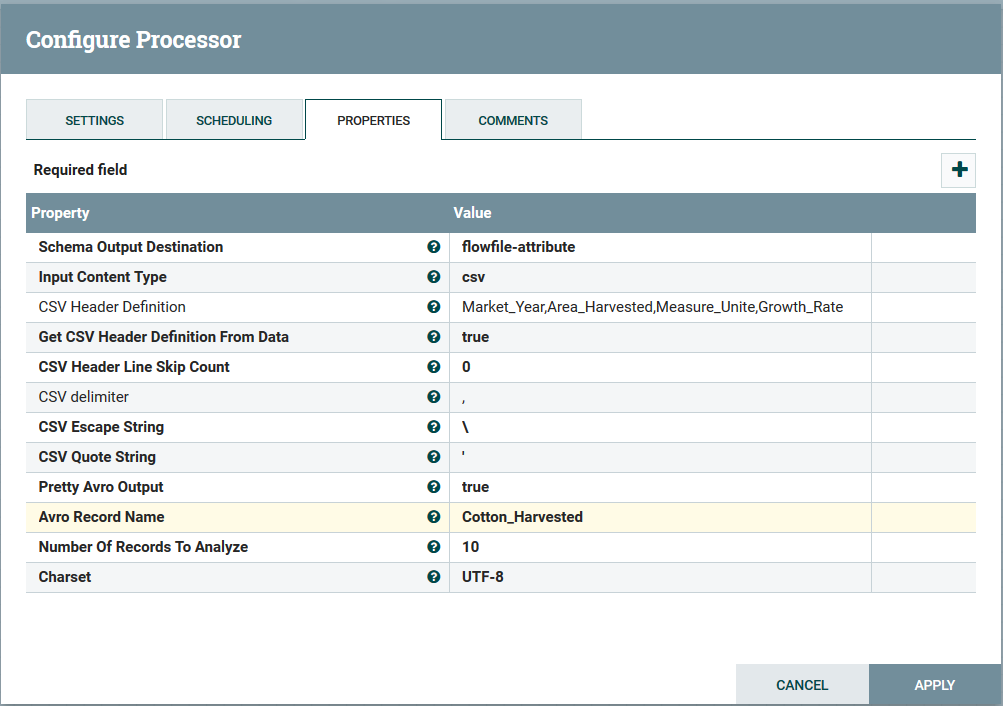 Configure Processor
SETTINGS SCHEDULING PROPERTIES COMMENTS
Required field
Property Value
Schema Output Destination flowfile-attribute
Input Content Type csv
CSV Header Definition Market_Year,Area_Harvested,Measure_Unite,Growth_Rate
Get CSV Header Definition From Data true
CSV Header Line Skip Count 0
CSV delimiter ,
CSV Escape String \
CSV Quote String '
Pretty Avro Output true
Avro Record Name Cotton_Harvested
Number Of Records To Analyze 10
Charset UTF-8
CANCEL APPLY